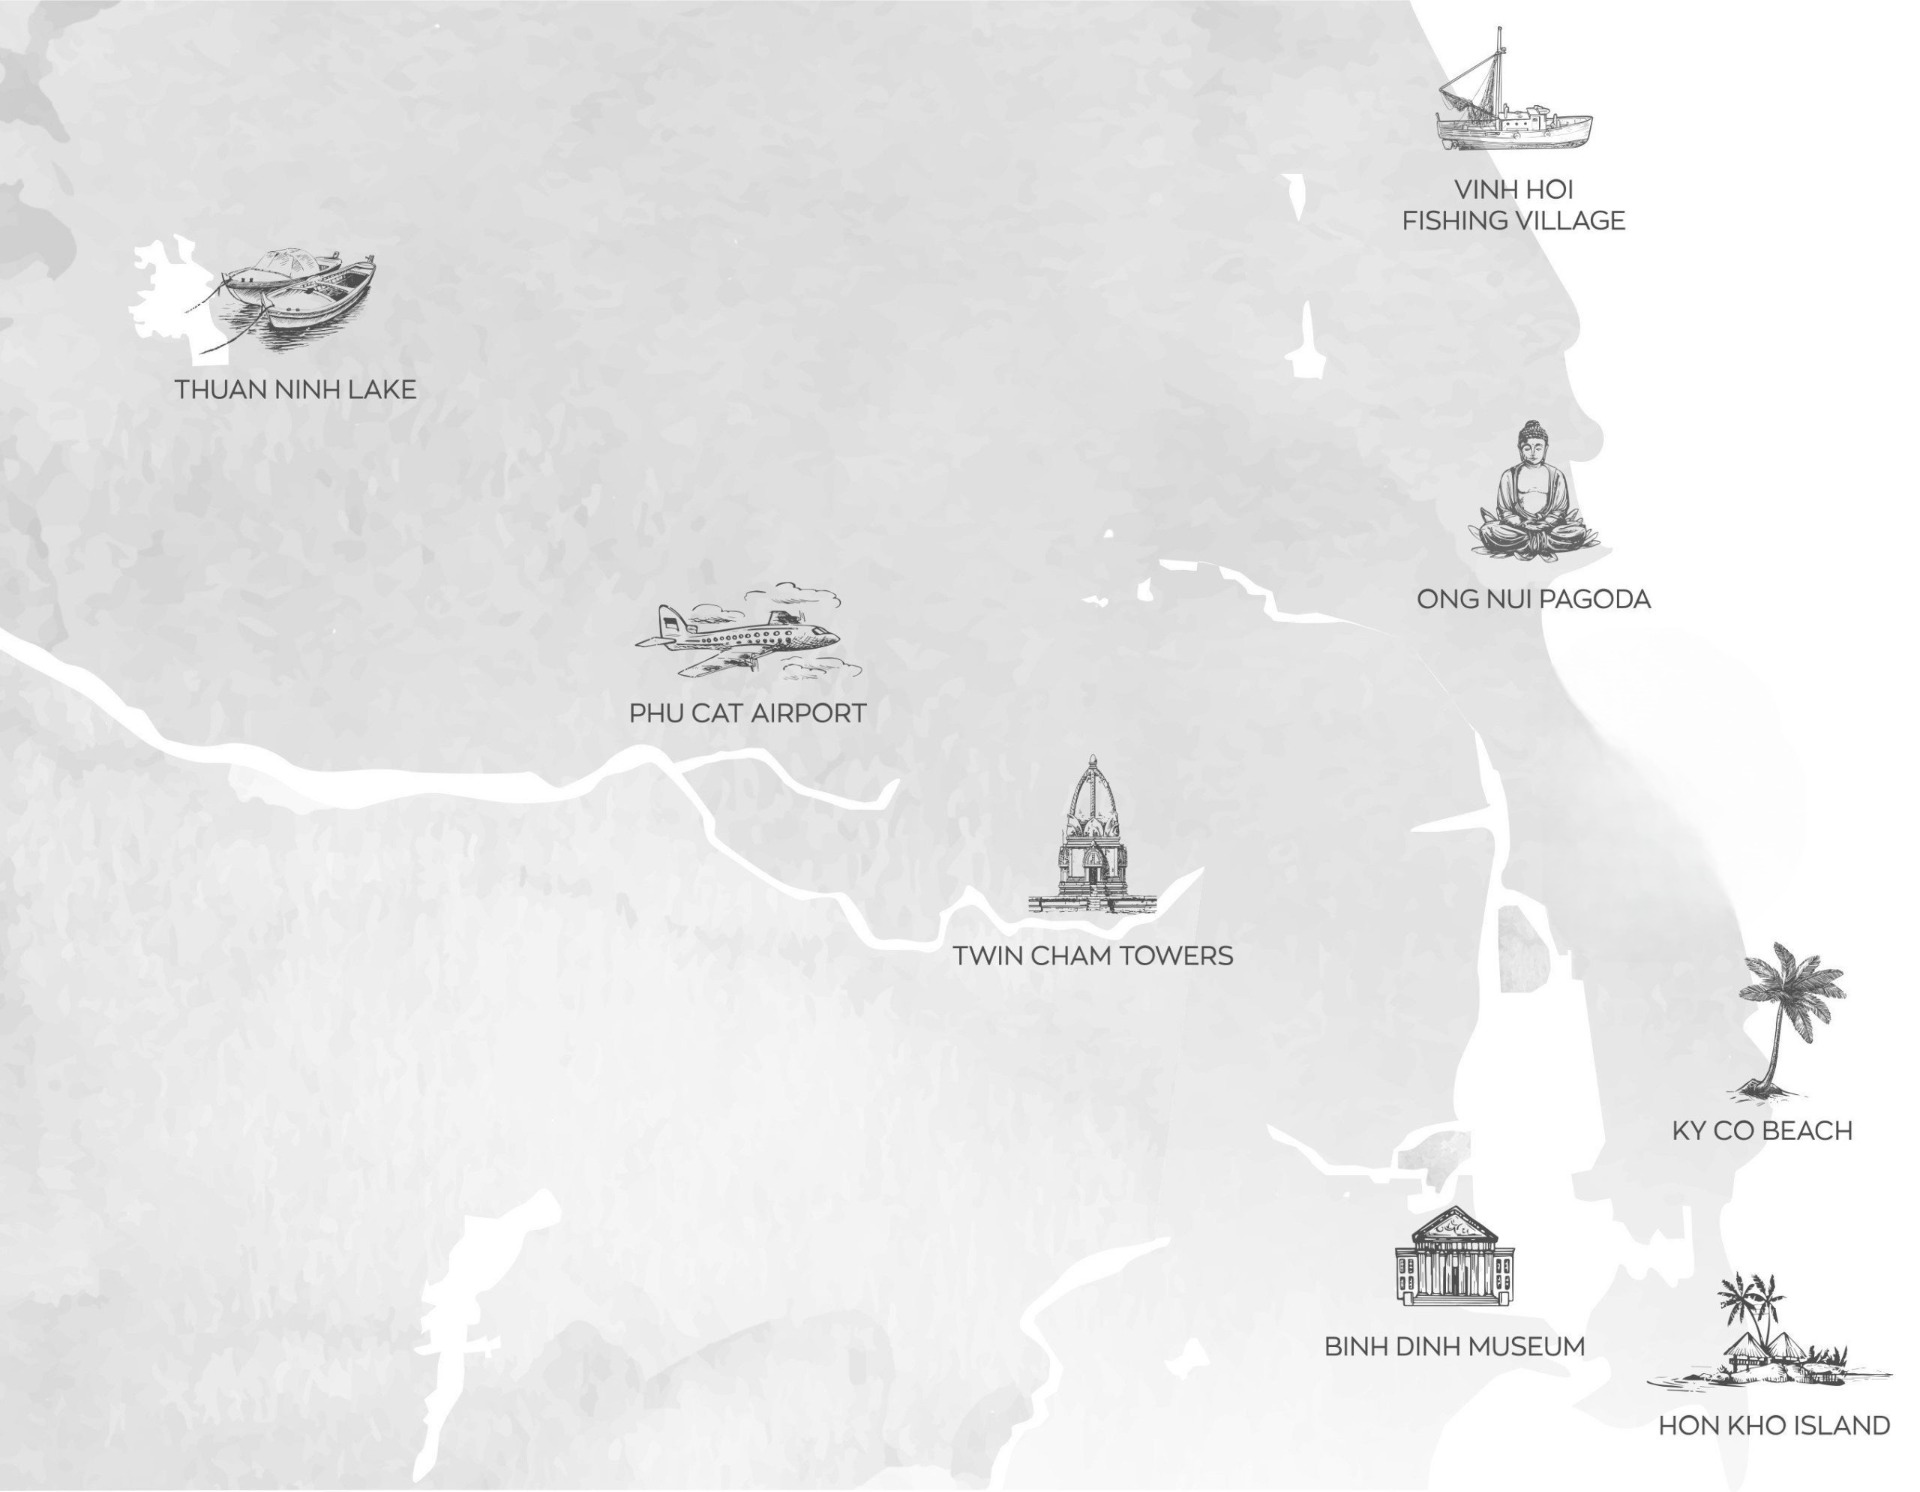 VINH HOI
FISHING VILLAGE
THUAN NINH LAKE
ONG NUI PAGODA
PHU CAT AIRPORT
TWIN CHAM TOWERS
KY CO BEACH
BINH DINH MUSEUM
HON KHO ISLAND